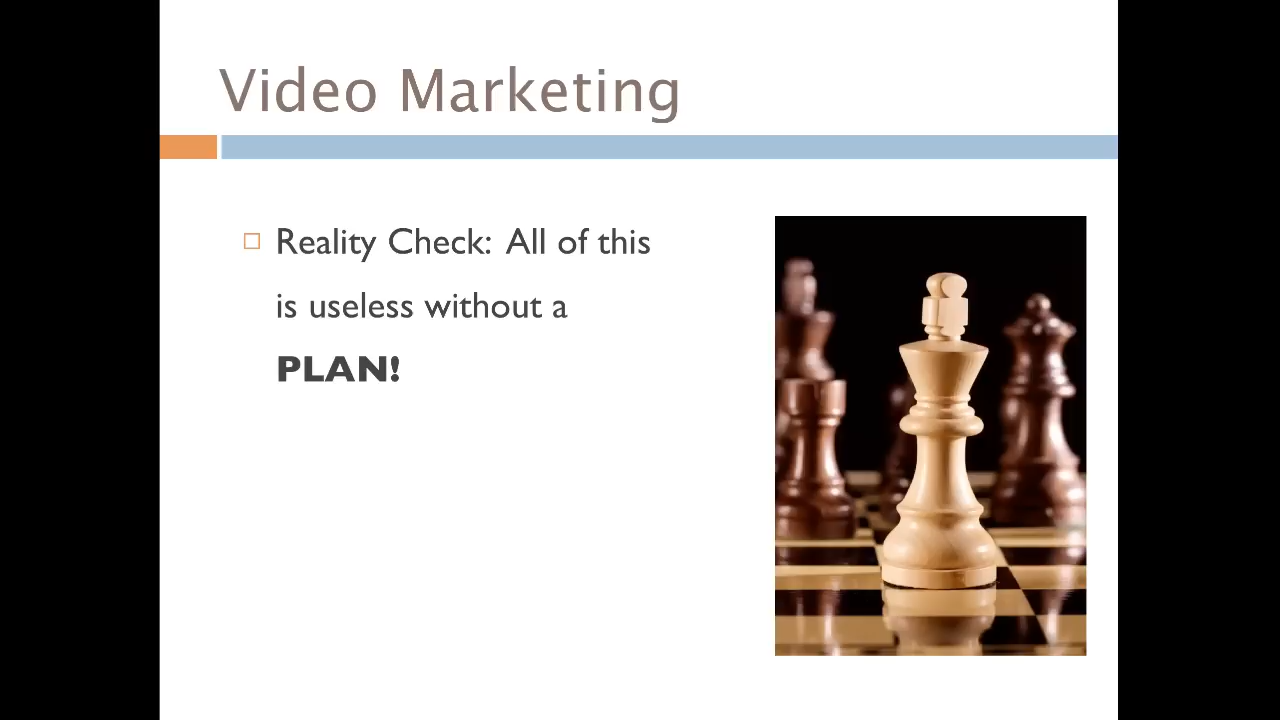 Video Marketing
Reality Check: All of this
is useless without a
PLAN!